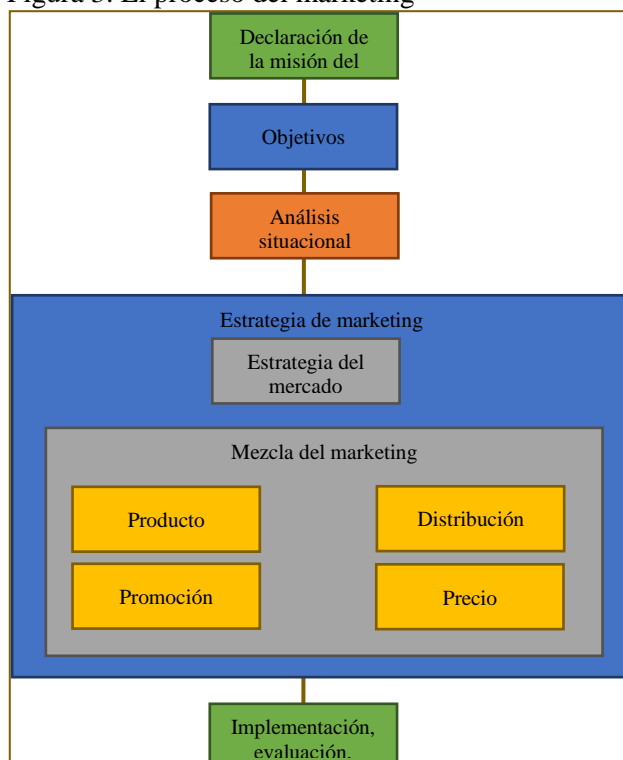 Figura 3. El proceso del marketing
Declaración de
la misión del
Objetivos
Análisis
situacional
Estrategia de marketing
Estrategia del
mercado
Mezcla del marketing
Producto
Distribución
Promoción
Precio
Implementación,
evaluación,